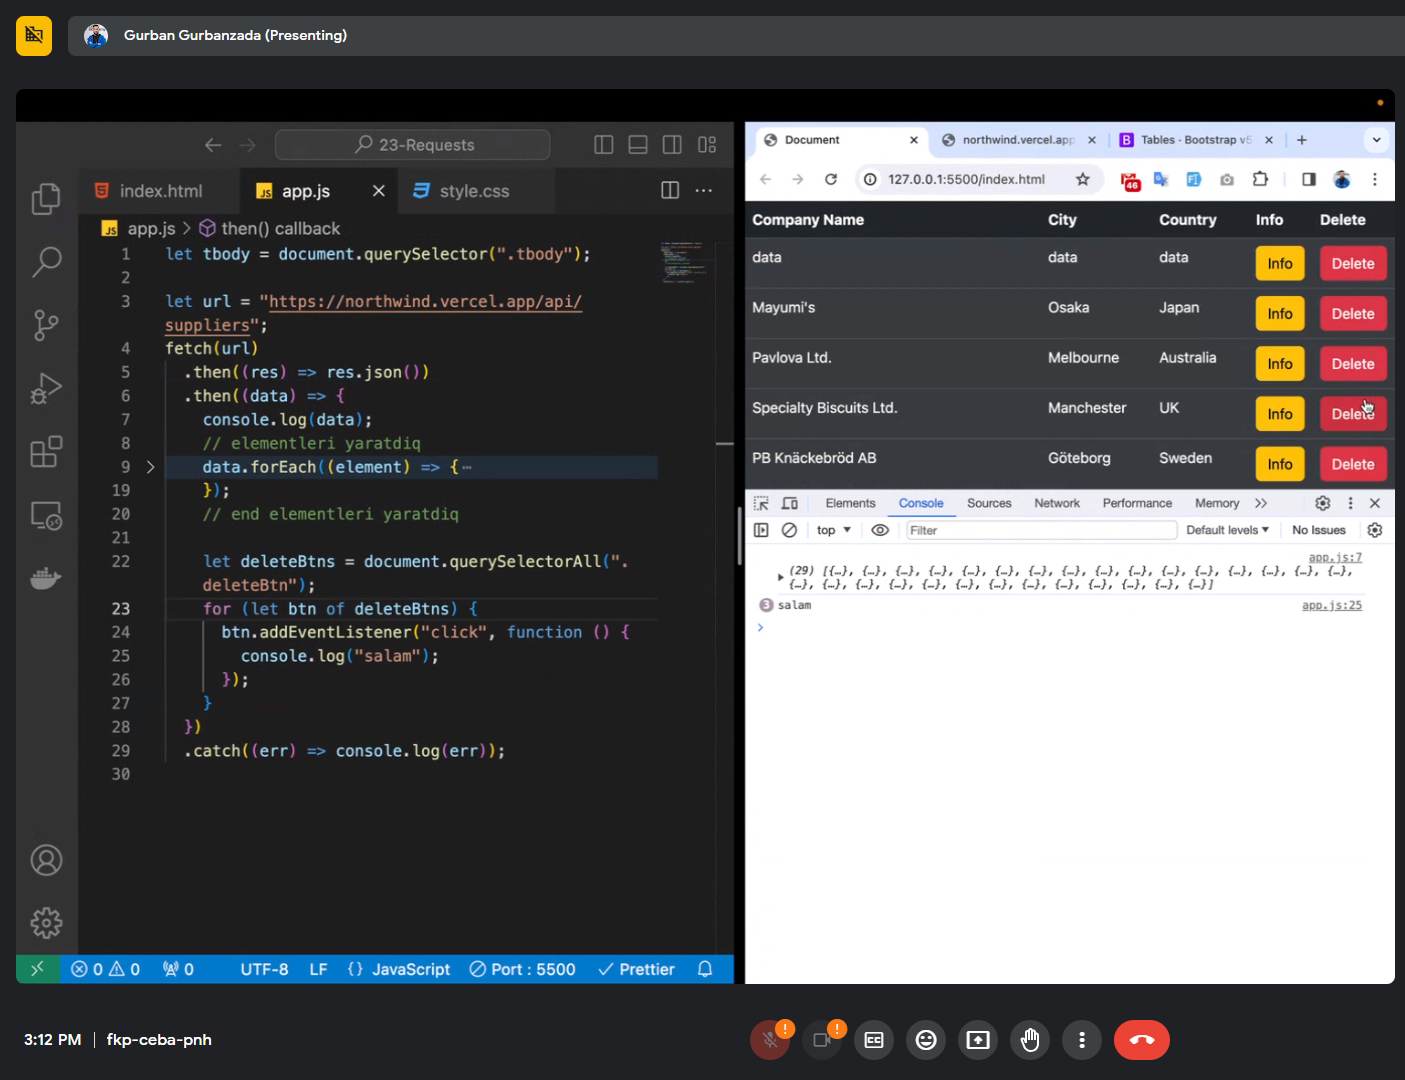 Gurban Gurbanzada (Presenting)
23-Requests
index.html
app.js
style.css
app.js > then() callback
1 let tbody = document.querySelector(".tbody");
2
3 let url = "https://northwind.vercel.app/api/
suppliers";
4 fetch(url)
5 .then((res) => res.json())
6 .then((data) => {
7 console.log(data);
8 // elementleri yaratdiq
9 data.forEach((element) => {…
19 });
20 // end elementleri yaratdiq
21
22 let deleteBtns = document.querySelectorAll(".
deleteBtn");
23 for (let btn of deleteBtns) {
24 btn.addEventListener("click", function () {
25 console.log("salam");
26 });
27 }
28 })
29 .catch((err) => console.log(err));
30
0 0 0 UTF-8 LF {} JavaScript Port : 5500 Prettier
Document northwind.vercel.app Tables · Bootstrap v5
127.0.0.1:5500/index.html
46
Company Name City Country Info Delete
data data data Info Delete
Mayumi's Osaka Japan Info Delete
Pavlova Ltd. Melbourne Australia Info Delete
Specialty Biscuits Ltd. Manchester UK Info Delete
PB Knäckebröd AB Göteborg Sweden Info Delete
Elements Console Sources Network Performance Memory
top Filter Default levels No Issues
app.js:7
(29) [{…}, {…}, {…}, {…}, {…}, {…}, {…}, {…}, {…}, {…}, {…}, {…}, {…}, {…}, {…}, {…},
{…}, {…}, {…}, {…}, {…}, {…}, {…}, {…}, {…}, {…}, {…}, {…}, {…}]
3 salam app.js:25
3:12 PM | fkp-ceba-pnh